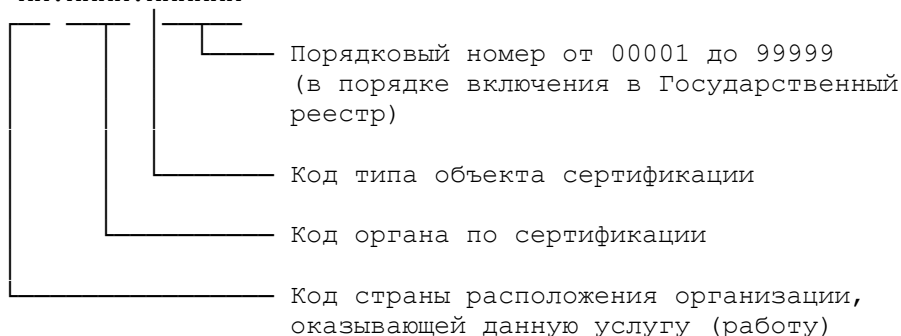 Порядковый номер от 00001 до 99999
(в порядке включения в Государственный
реестр)
Код типа объекта сертификации
Код органа по сертификации
Код страны расположения организации,
оказывающей данную услугу (работу)